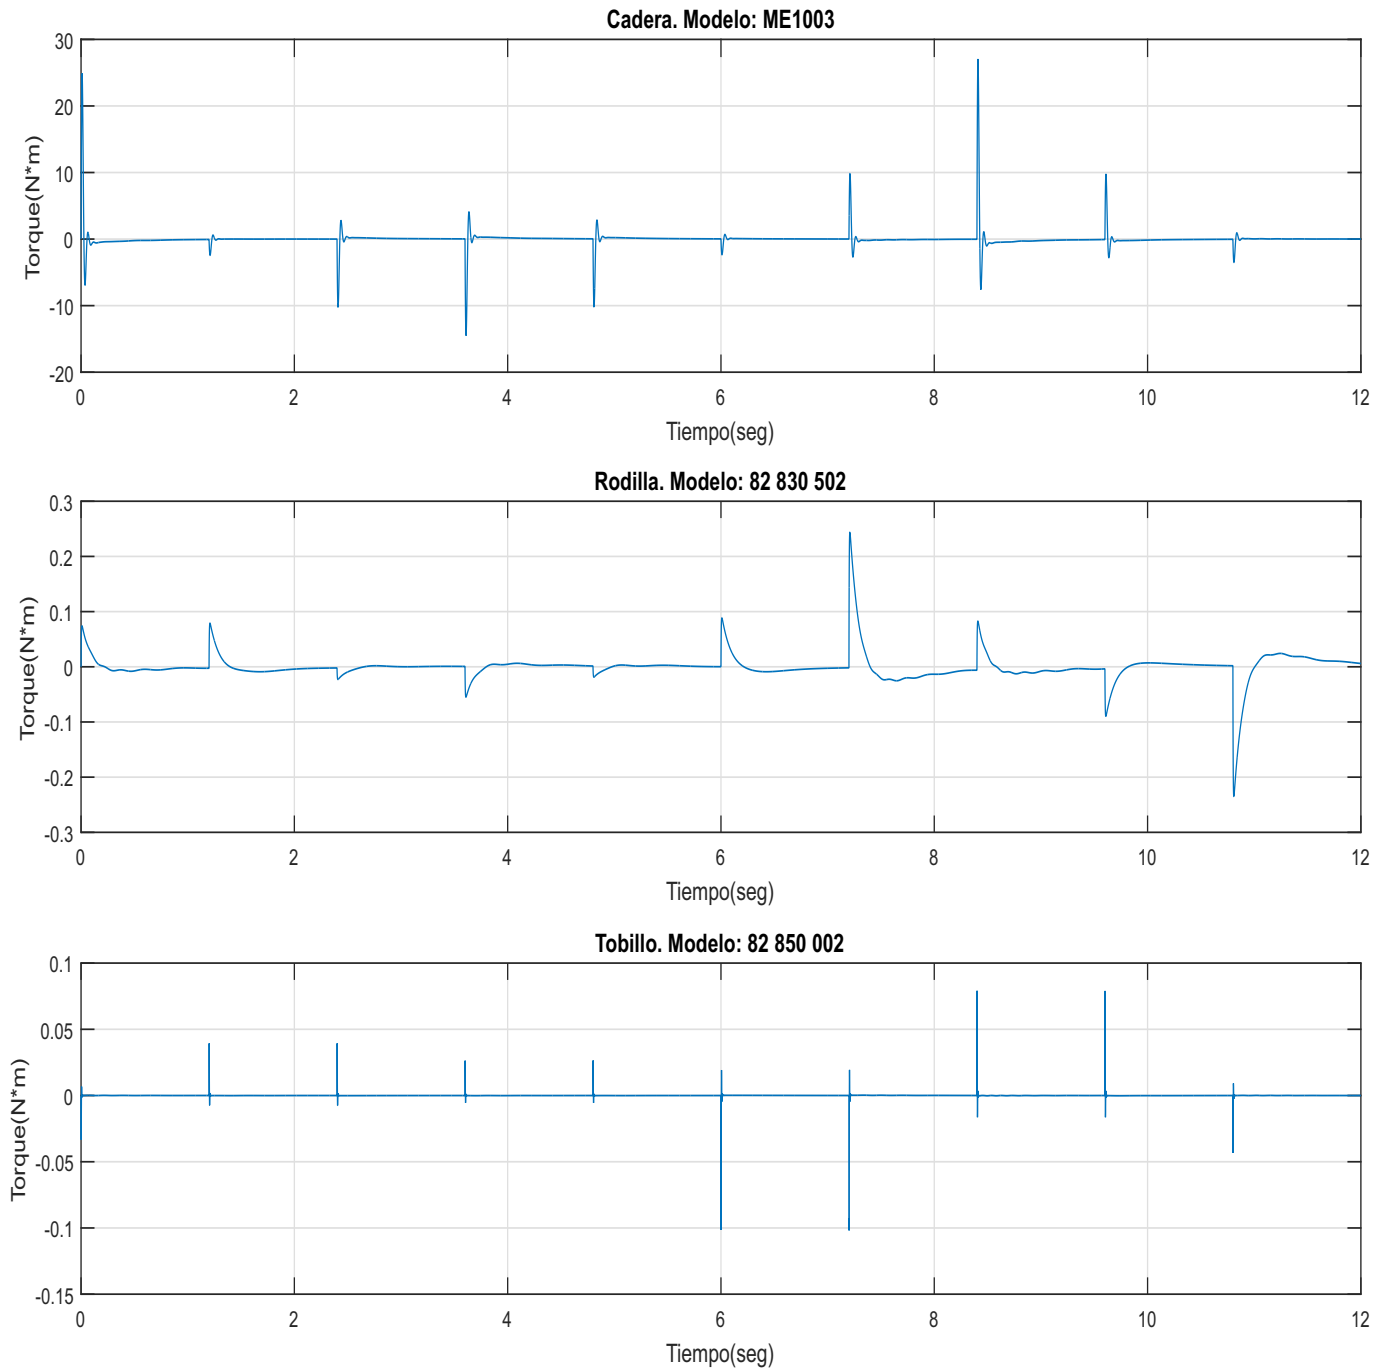 Cadera. Modelo: ME1003
30
20
10
0
-10
-20
Torque(N*m)
0 2 4 6 8 10 12
Tiempo(seg)
Rodilla. Modelo: 82 830 502
0.3
0.2
0.1
0
-0.1
-0.2
-0.3
Torque(N*m)
0 2 4 6 8 10 12
Tiempo(seg)
Tobillo. Modelo: 82 850 002
0.1
0.05
0
-0.05
-0.1
-0.15
Torque(N*m)
0 2 4 6 8 10 12
Tiempo(seg)